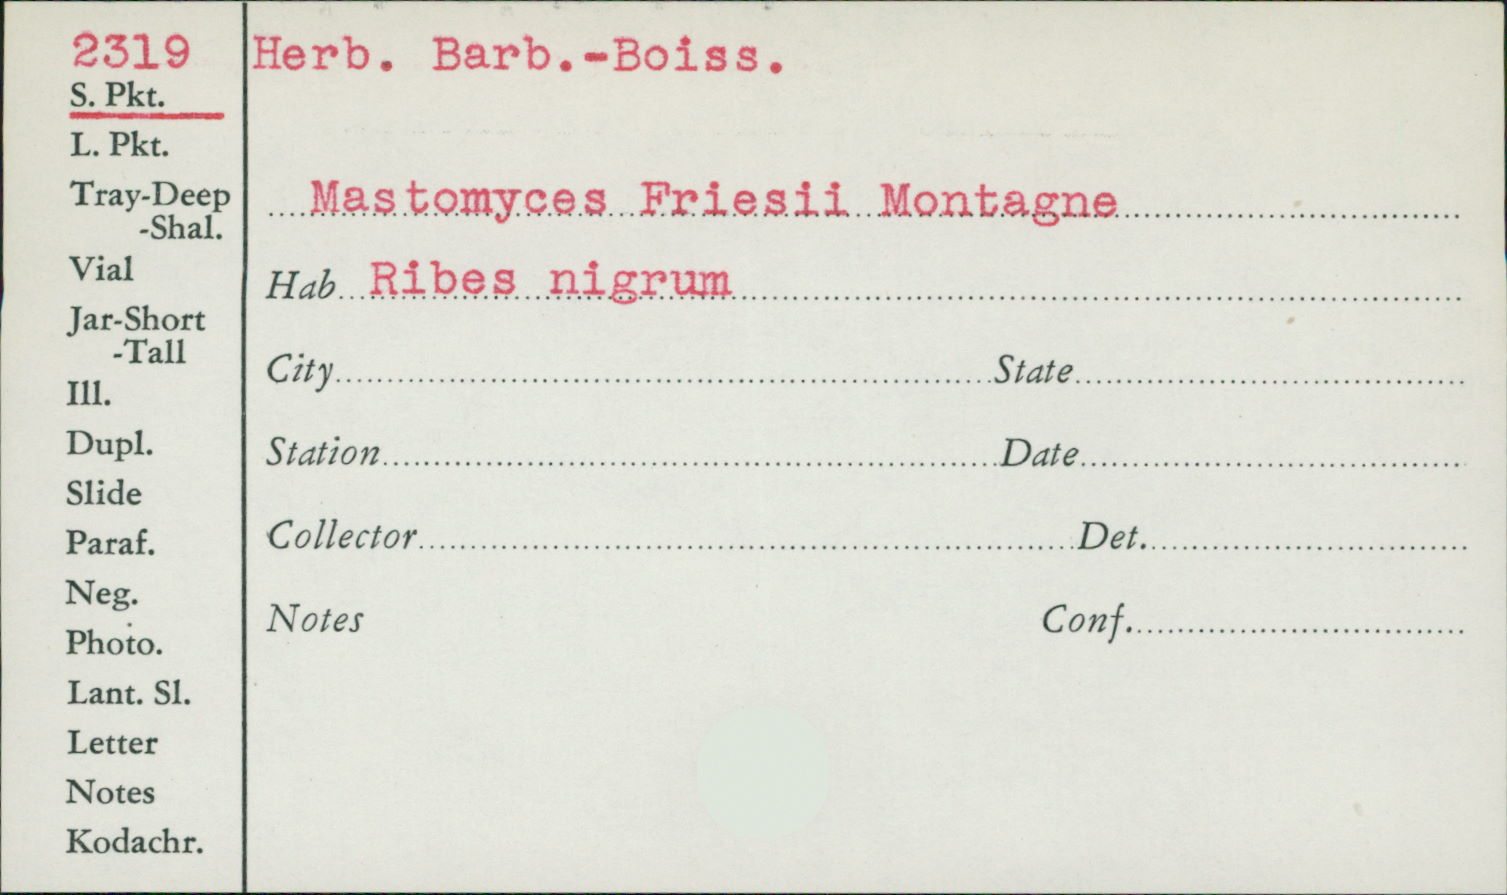 2319
S. Pkt.
L. Pkt.
Tray-Deep
-Shal.
Vial
Jar-Short
-Tall
Ill.
Dupl.
Slide
Paraf.
Neg.
Photo.
Lant. Sl.
Letter
Notes
Kodachr.
Herb. Barb.-Boiss.
Mastomyces Friesii Montagne
Hab. Ribes nigrum
City State
Station Date
Collector Det.
Notes Conf.